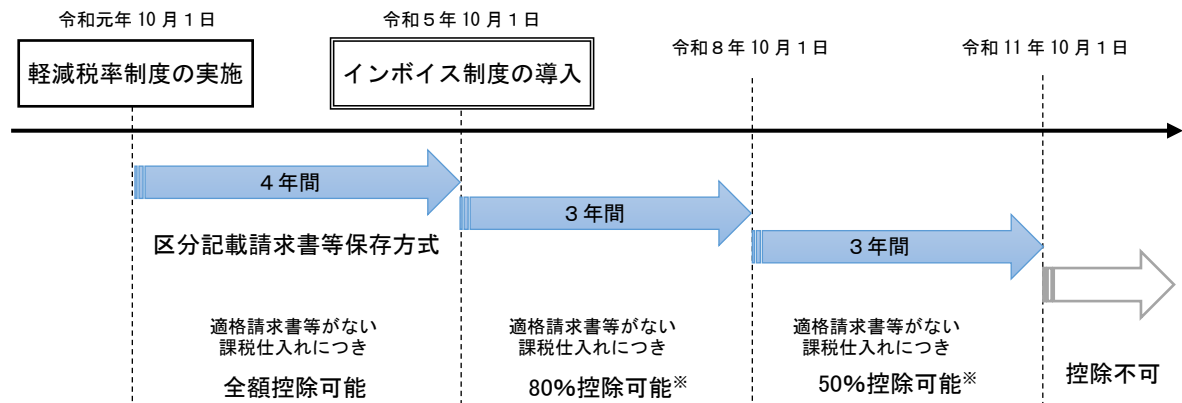 令和元年 10 月１日
令和５年 10 月１日
令和８年 10 月１日
令和 11 年 10 月１日
軽減税率制度の実施
インボイス制度の導入
４年間
３年間
３年間
区分記載請求書等保存方式
適格請求書等がない
課税仕入れにつき
全額控除可能
適格請求書等がない
課税仕入れにつき
80%控除可能※
適格請求書等がない
課税仕入れにつき
50%控除可能※
控除不可